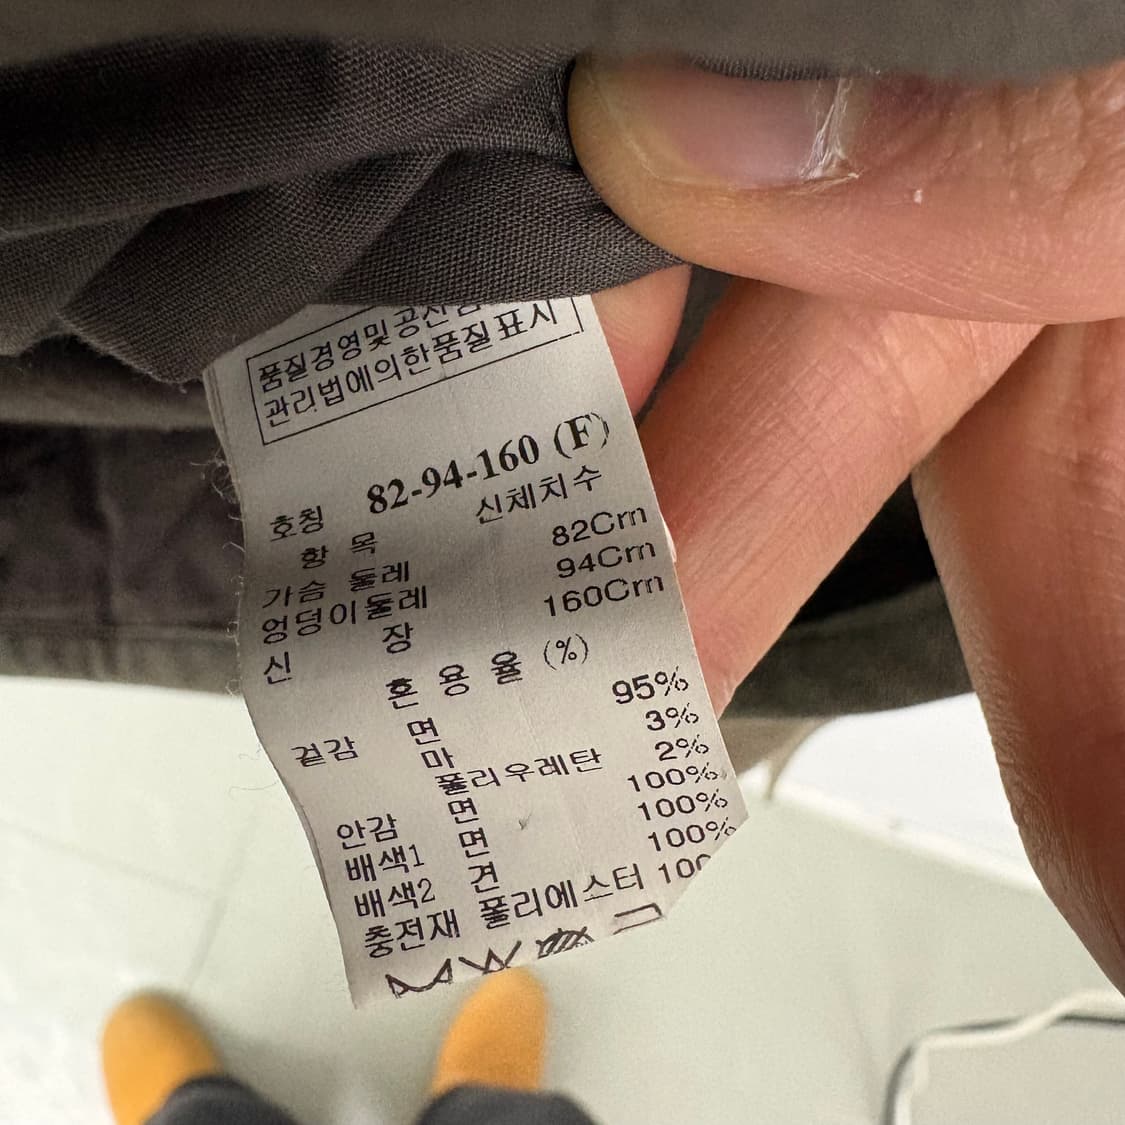 품질경영및공산
관리법에의한품질표시
호칭 82-94-160 (F)
항 목 신체치수
가슴 둘레 82Cm
엉덩이둘레 94Cm
신 장 160Cm
혼 용 율 (%)
겉감 면 95%
마 3%
폴리우레탄 2%
안감 면 100%
배색1 면 100%
배색2 견 100%
충전재 폴리에스터 100